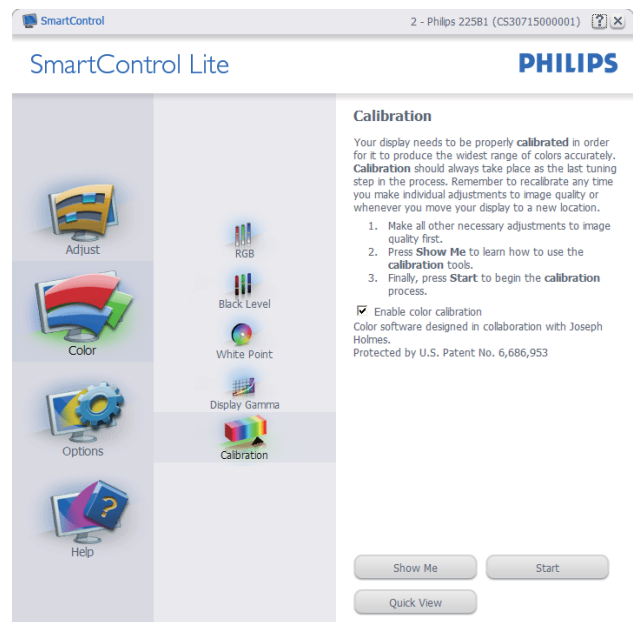 SmartControl
2 - Philips 225B1 (CS30715000001)
?
SmartControl Lite
PHILIPS
Adjust
Color
Options
Help
RGB
Black Level
White Point
Display Gamma
Calibration
Calibration
Your display needs to be properly calibrated in order
for it to produce the widest range of colors accurately.
Calibration should always take place as the last tuning
step in the process. Remember to recalibrate any time
you make individual adjustments to image quality or
whenever you move your display to a new location.
1. Make all other necessary adjustments to image
quality first.
2. Press Show Me to learn how to use the
calibration tools.
3. Finally, press Start to begin the calibration
process.
Enable color calibration
Color software designed in collaboration with Joseph
Holmes.
Protected by U.S. Patent No. 6,686,953
Show Me
Start
Quick View